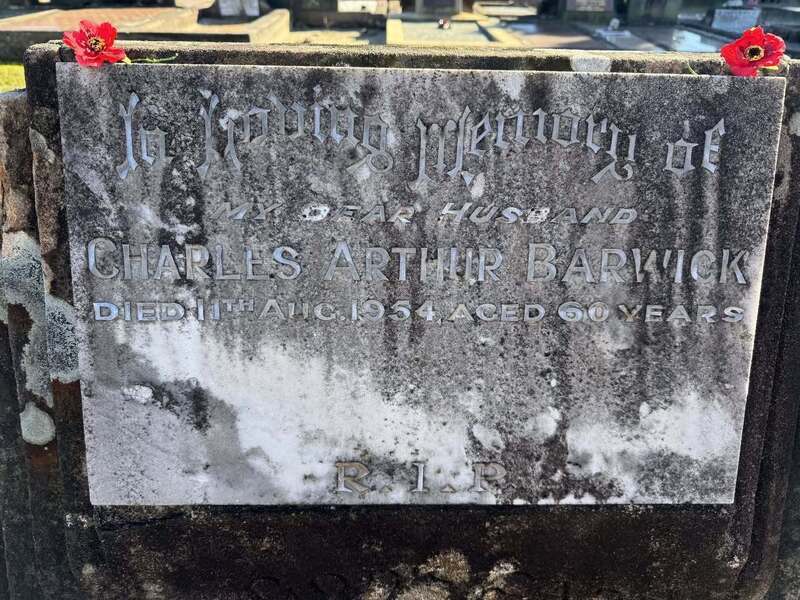 In Loving Memory of
MY DEAR HUSBAND
CHARLES ARTHUR BARWICK
DIED 11TH AUG. 1954, AGED 60 YEARS
R.I.P.